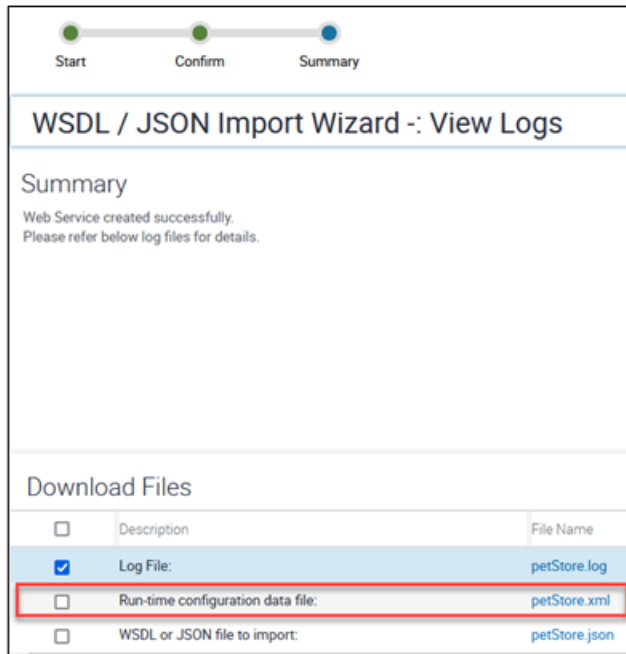 Start Confirm Summary
WSDL / JSON Import Wizard -: View Logs
Summary
Web Service created successfully.
Please refer below log files for details.
Download Files
Description File Name
Log File: petStore.log
Run-time configuration data file: petStore.xml
WSDL or JSON file to import: petStore.json